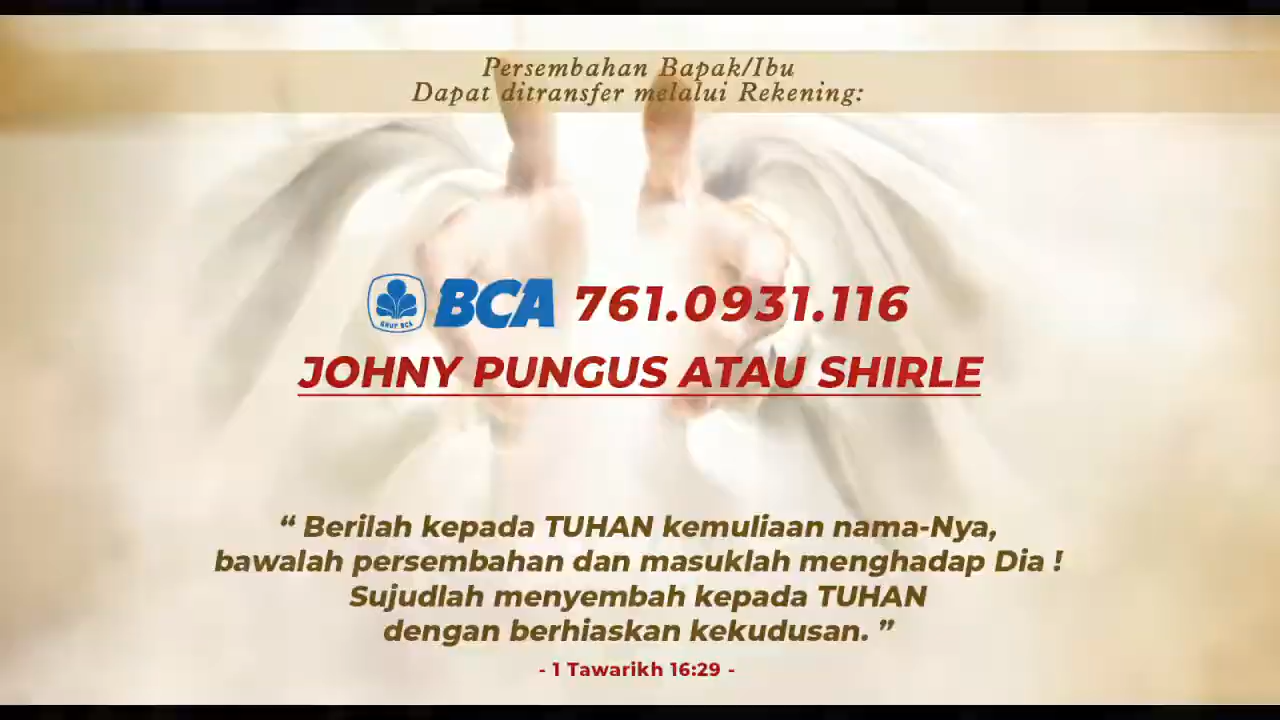 Persembahan Bapak/Ibu
Dapat ditransfer melalui Rekening:
GRUP BCA
BCA 761.0931.116
JOHNY PUNGUS ATAU SHIRLE
“ Berilah kepada TUHAN kemuliaan nama-Nya,
bawalah persembahan dan masuklah menghadap Dia !
Sujudlah menyembah kepada TUHAN
dengan berhiaskan kekudusan. ”
- 1 Tawarikh 16:29 -